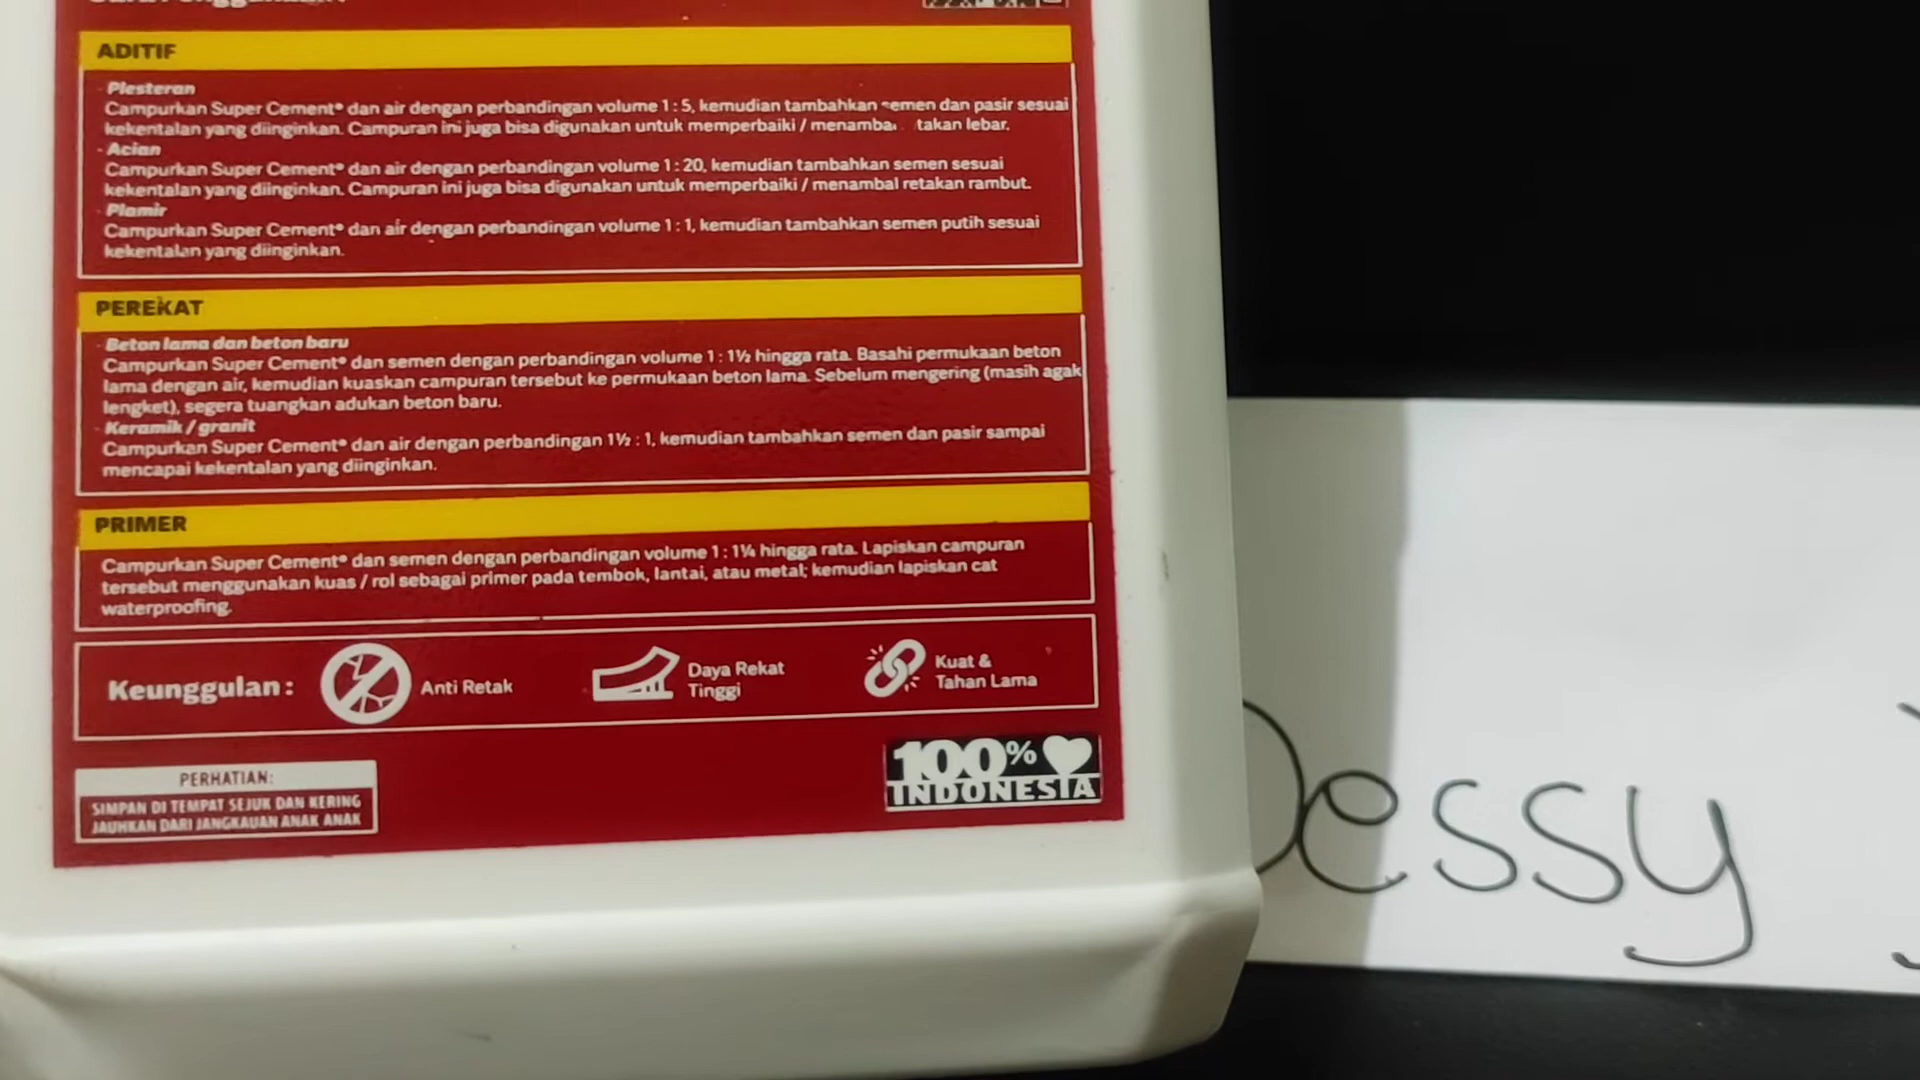 ADITIF
- Plesteran
Campurkan Super Cement® dan air dengan perbandingan volume 1 : 5, kemudian tambahkan semen dan pasir sesuai
kekentalan yang diinginkan. Campuran ini juga bisa digunakan untuk memperbaiki / menamba takan lebar.
- Acian
Campurkan Super Cement® dan air dengan perbandingan volume 1 : 20, kemudian tambahkan semen sesuai
kekentalan yang diinginkan. Campuran ini juga bisa digunakan untuk memperbaiki / menambal retakan rambut.
- Plamir
Campurkan Super Cement® dan air dengan perbandingan volume 1 : 1, kemudian tambahkan semen putih sesuai
kekentalan yang diinginkan.
PEREKAT
- Beton lama dan beton baru
Campurkan Super Cement® dan semen dengan perbandingan volume 1 : 1½ hingga rata. Basahi permukaan beton
lama dengan air, kemudian kuaskan campuran tersebut ke permukaan beton lama. Sebelum mengering (masih agak
lengket), segera tuangkan adukan beton baru.
- Keramik / granit
Campurkan Super Cement® dan air dengan perbandingan 1½ : 1, kemudian tambahkan semen dan pasir sampai
mencapai kekentalan yang diinginkan.
PRIMER
Campurkan Super Cement® dan semen dengan perbandingan volume 1 : 1¼ hingga rata. Lapiskan campuran
tersebut menggunakan kuas / rol sebagai primer pada tembok, lantai, atau metal; kemudian lapiskan cat
waterproofing.
Keunggulan :
Anti Retak
Daya Rekat
Tinggi
Kuat &
Tahan Lama
PERHATIAN:
SIMPAN DI TEMPAT SEJUK DAN KERING
JAUHKAN DARI JANGKAUAN ANAK ANAK
100%
INDONESIA
Dessy